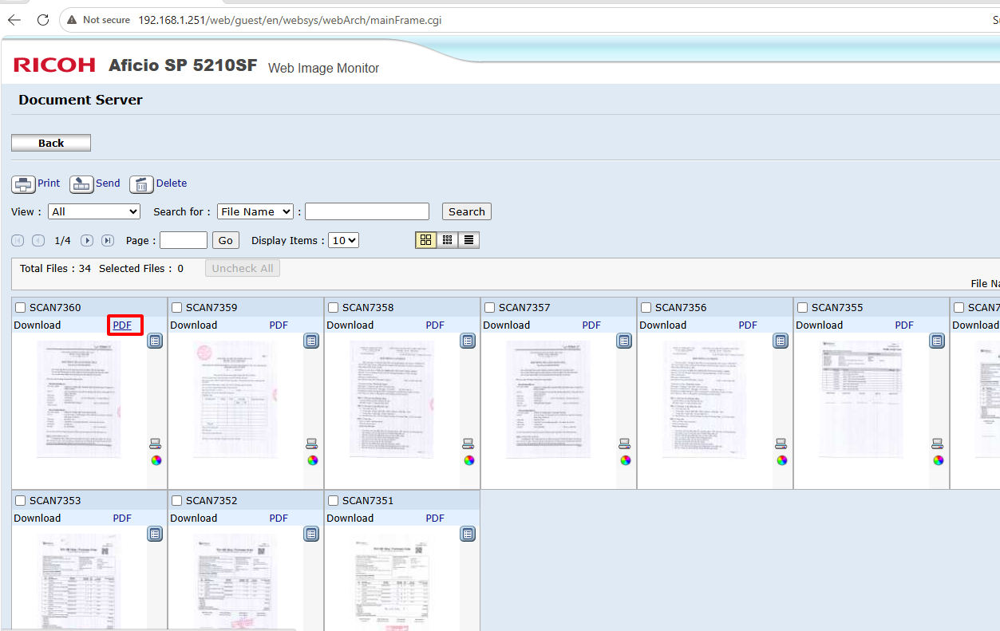 Not secure 192.168.1.251/web/guest/en/websys/webArch/mainFrame.cgi
RICOH Aficio SP 5210SF Web Image Monitor
Document Server
Back
Print Send Delete
View : All Search for : File Name : Search
1/4 Page : Go Display Items : 10
Total Files : 34 Selected Files : 0 Uncheck All
File Na
SCAN7360 SCAN7359 SCAN7358 SCAN7357 SCAN7356 SCAN7355 SCAN7
Download PDF Download PDF Download PDF Download PDF Download PDF Download PDF Download
SCAN7353 SCAN7352 SCAN7351
Download PDF Download PDF Download PDF